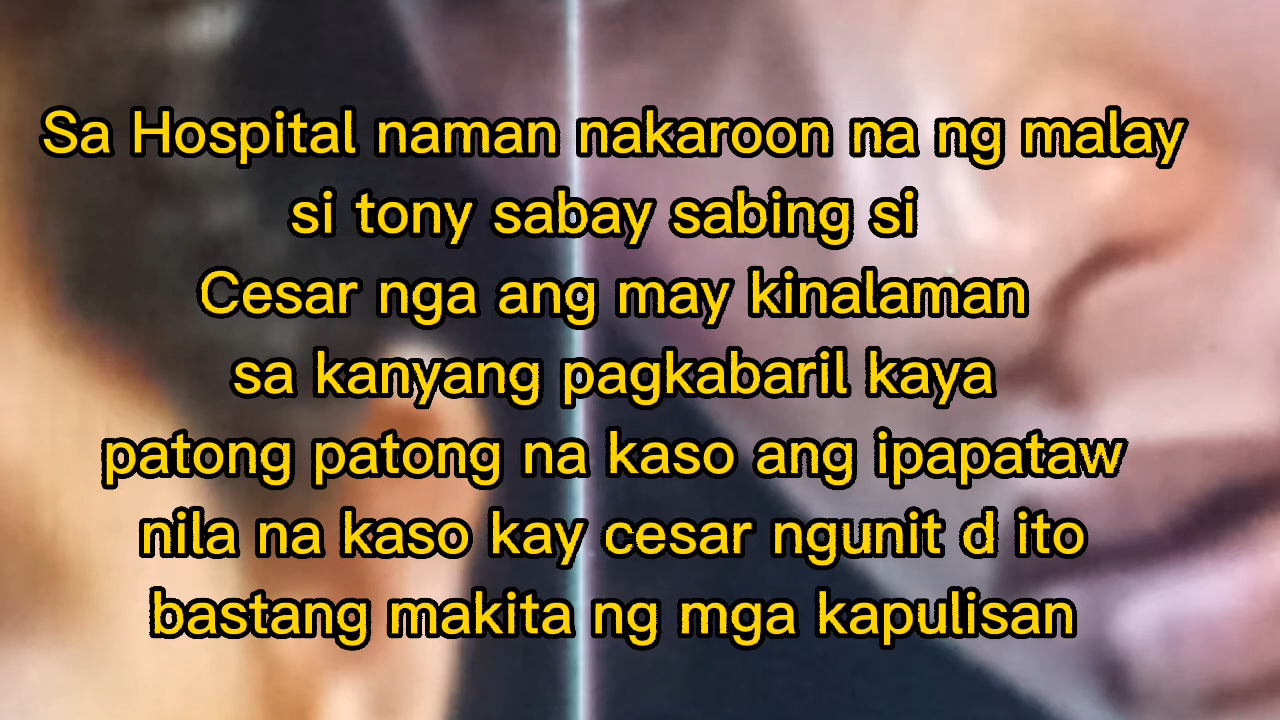 Sa Hospital naman nakaroon na ng malay
si tony sabay sabing si
Cesar nga ang may kinalaman
sa kanyang pagkabaril kaya
patong patong na kaso ang ipapataw
nila na kaso kay cesar ngunit d ito
bastang makita ng mga kapulisan